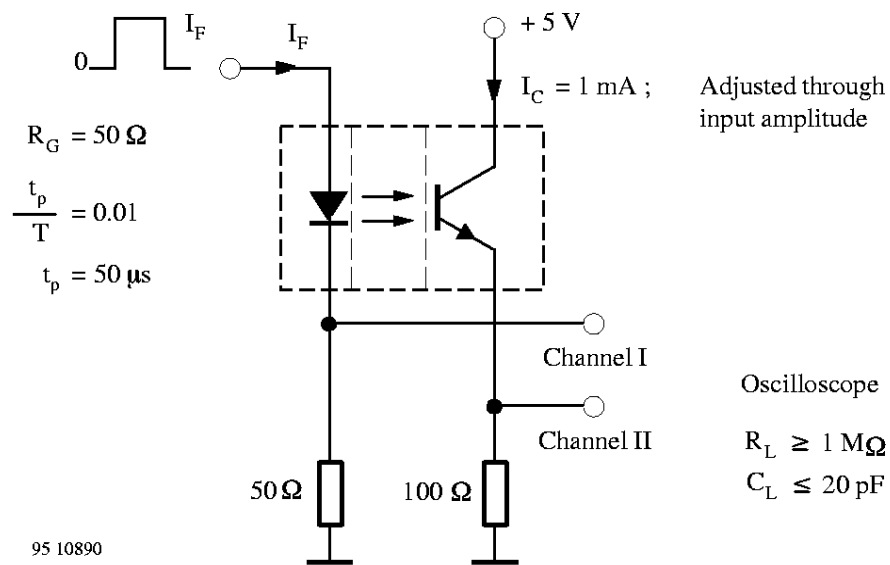 I_F
0
I_F
+ 5 V
I_C = 1 mA ;
Adjusted through
input amplitude
R_G = 50 Ω
t_p
T
= 0.01
t_p = 50 μs
Channel I
Channel II
Oscilloscope
R_L ≥ 1 MΩ
C_L ≤ 20 pF
50 Ω
100 Ω
95 10890